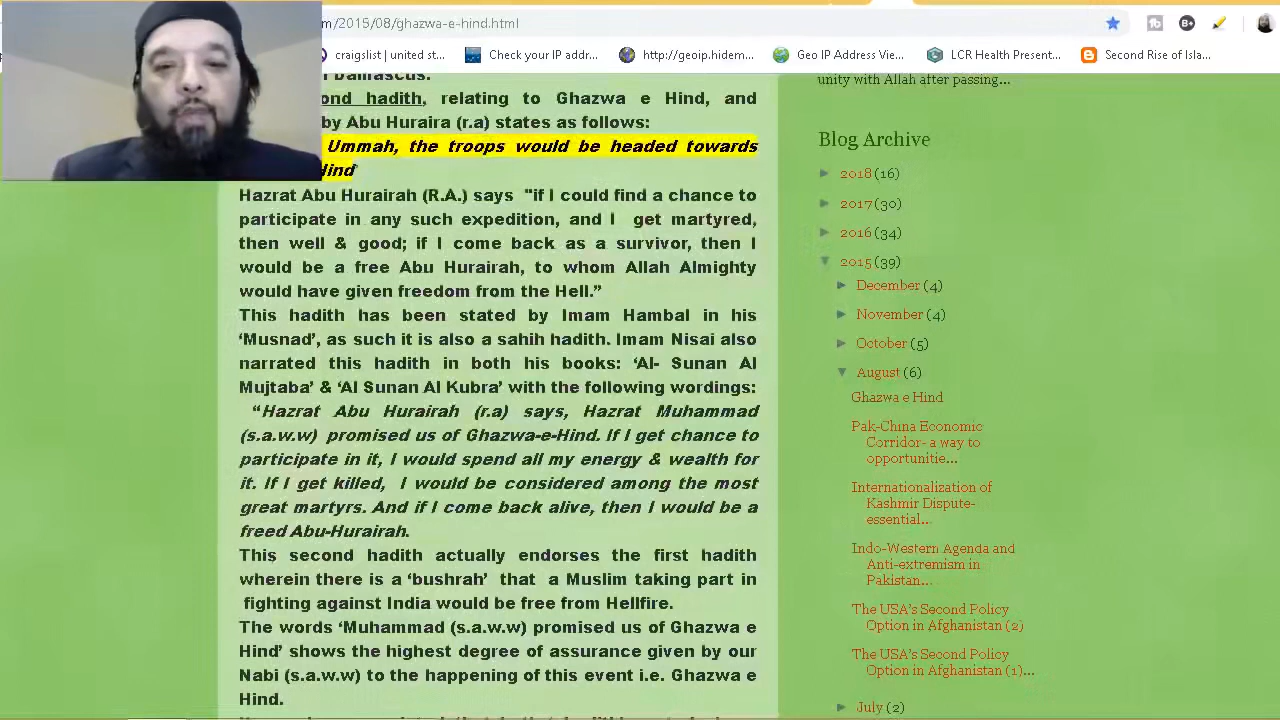 m/2015/08/ghazwa-e-hind.html
craigslist | united st...
Check your IP addr...
http://geoip.hidem...
Geo IP Address Vie...
LCR Health Present...
Second Rise of Isla...
Damascus.
ond hadith, relating to Ghazwa e Hind, and
by Abu Huraira (r.a) states as follows:
Ummah, the troops would be headed towards
Hind'
Hazrat Abu Hurairah (R.A.) says "if I could find a chance to
participate in any such expedition, and I get martyred,
then well & good; if I come back as a survivor, then I
would be a free Abu Hurairah, to whom Allah Almighty
would have given freedom from the Hell.”
This hadith has been stated by Imam Hambal in his
‘Musnad’, as such it is also a sahih hadith. Imam Nisai also
narrated this hadith in both his books: ‘Al- Sunan Al
Mujtaba’ & ‘Al Sunan Al Kubra’ with the following wordings:
“Hazrat Abu Hurairah (r.a) says, Hazrat Muhammad
(s.a.w.w) promised us of Ghazwa-e-Hind. If I get chance to
participate in it, I would spend all my energy & wealth for
it. If I get killed, I would be considered among the most
great martyrs. And if I come back alive, then I would be a
freed Abu-Hurairah.
This second hadith actually endorses the first hadith
wherein there is a ‘bushrah’ that a Muslim taking part in
fighting against India would be free from Hellfire.
The words ‘Muhammad (s.a.w.w) promised us of Ghazwa e
Hind’ shows the highest degree of assurance given by our
Nabi (s.a.w.w) to the happening of this event i.e. Ghazwa e
Hind.
unity with Allah after passing...
Blog Archive
► 2018 (16)
► 2017 (30)
► 2016 (34)
▼ 2015 (39)
► December (4)
► November (4)
► October (5)
▼ August (6)
Ghazwa e Hind
Pak-China Economic
Corridor- a way to
opportunitie...
Internationalization of
Kashmir Dispute-
essential...
Indo-Western Agenda and
Anti-extremism in
Pakistan...
The USA's Second Policy
Option in Afghanistan (2)
The USA's Second Policy
Option in Afghanistan (1)...
► July (2)